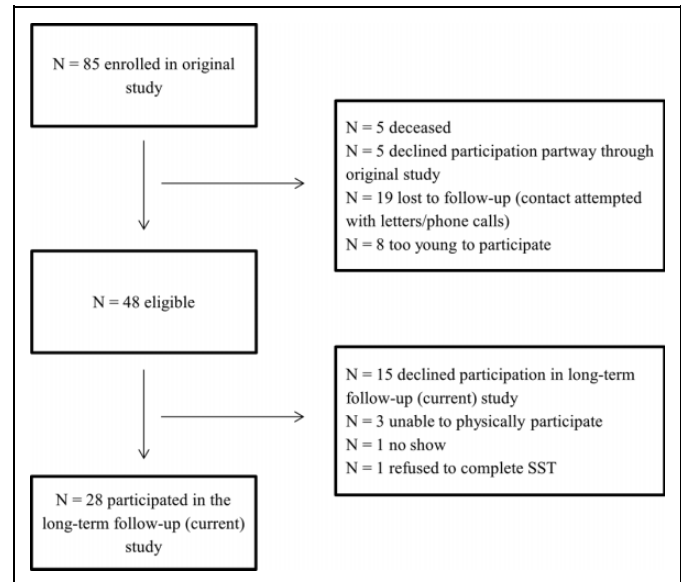 N = 85 enrolled in original
study
N = 5 deceased
N = 5 declined participation partway through
original study
N = 19 lost to follow-up (contact attempted
with letters/phone calls)
N = 8 too young to participate
N = 48 eligible
N = 15 declined participation in long-term
follow-up (current) study
N = 3 unable to physically participate
N = 1 no show
N = 1 refused to complete SST
N = 28 participated in the
long-term follow-up (current)
study